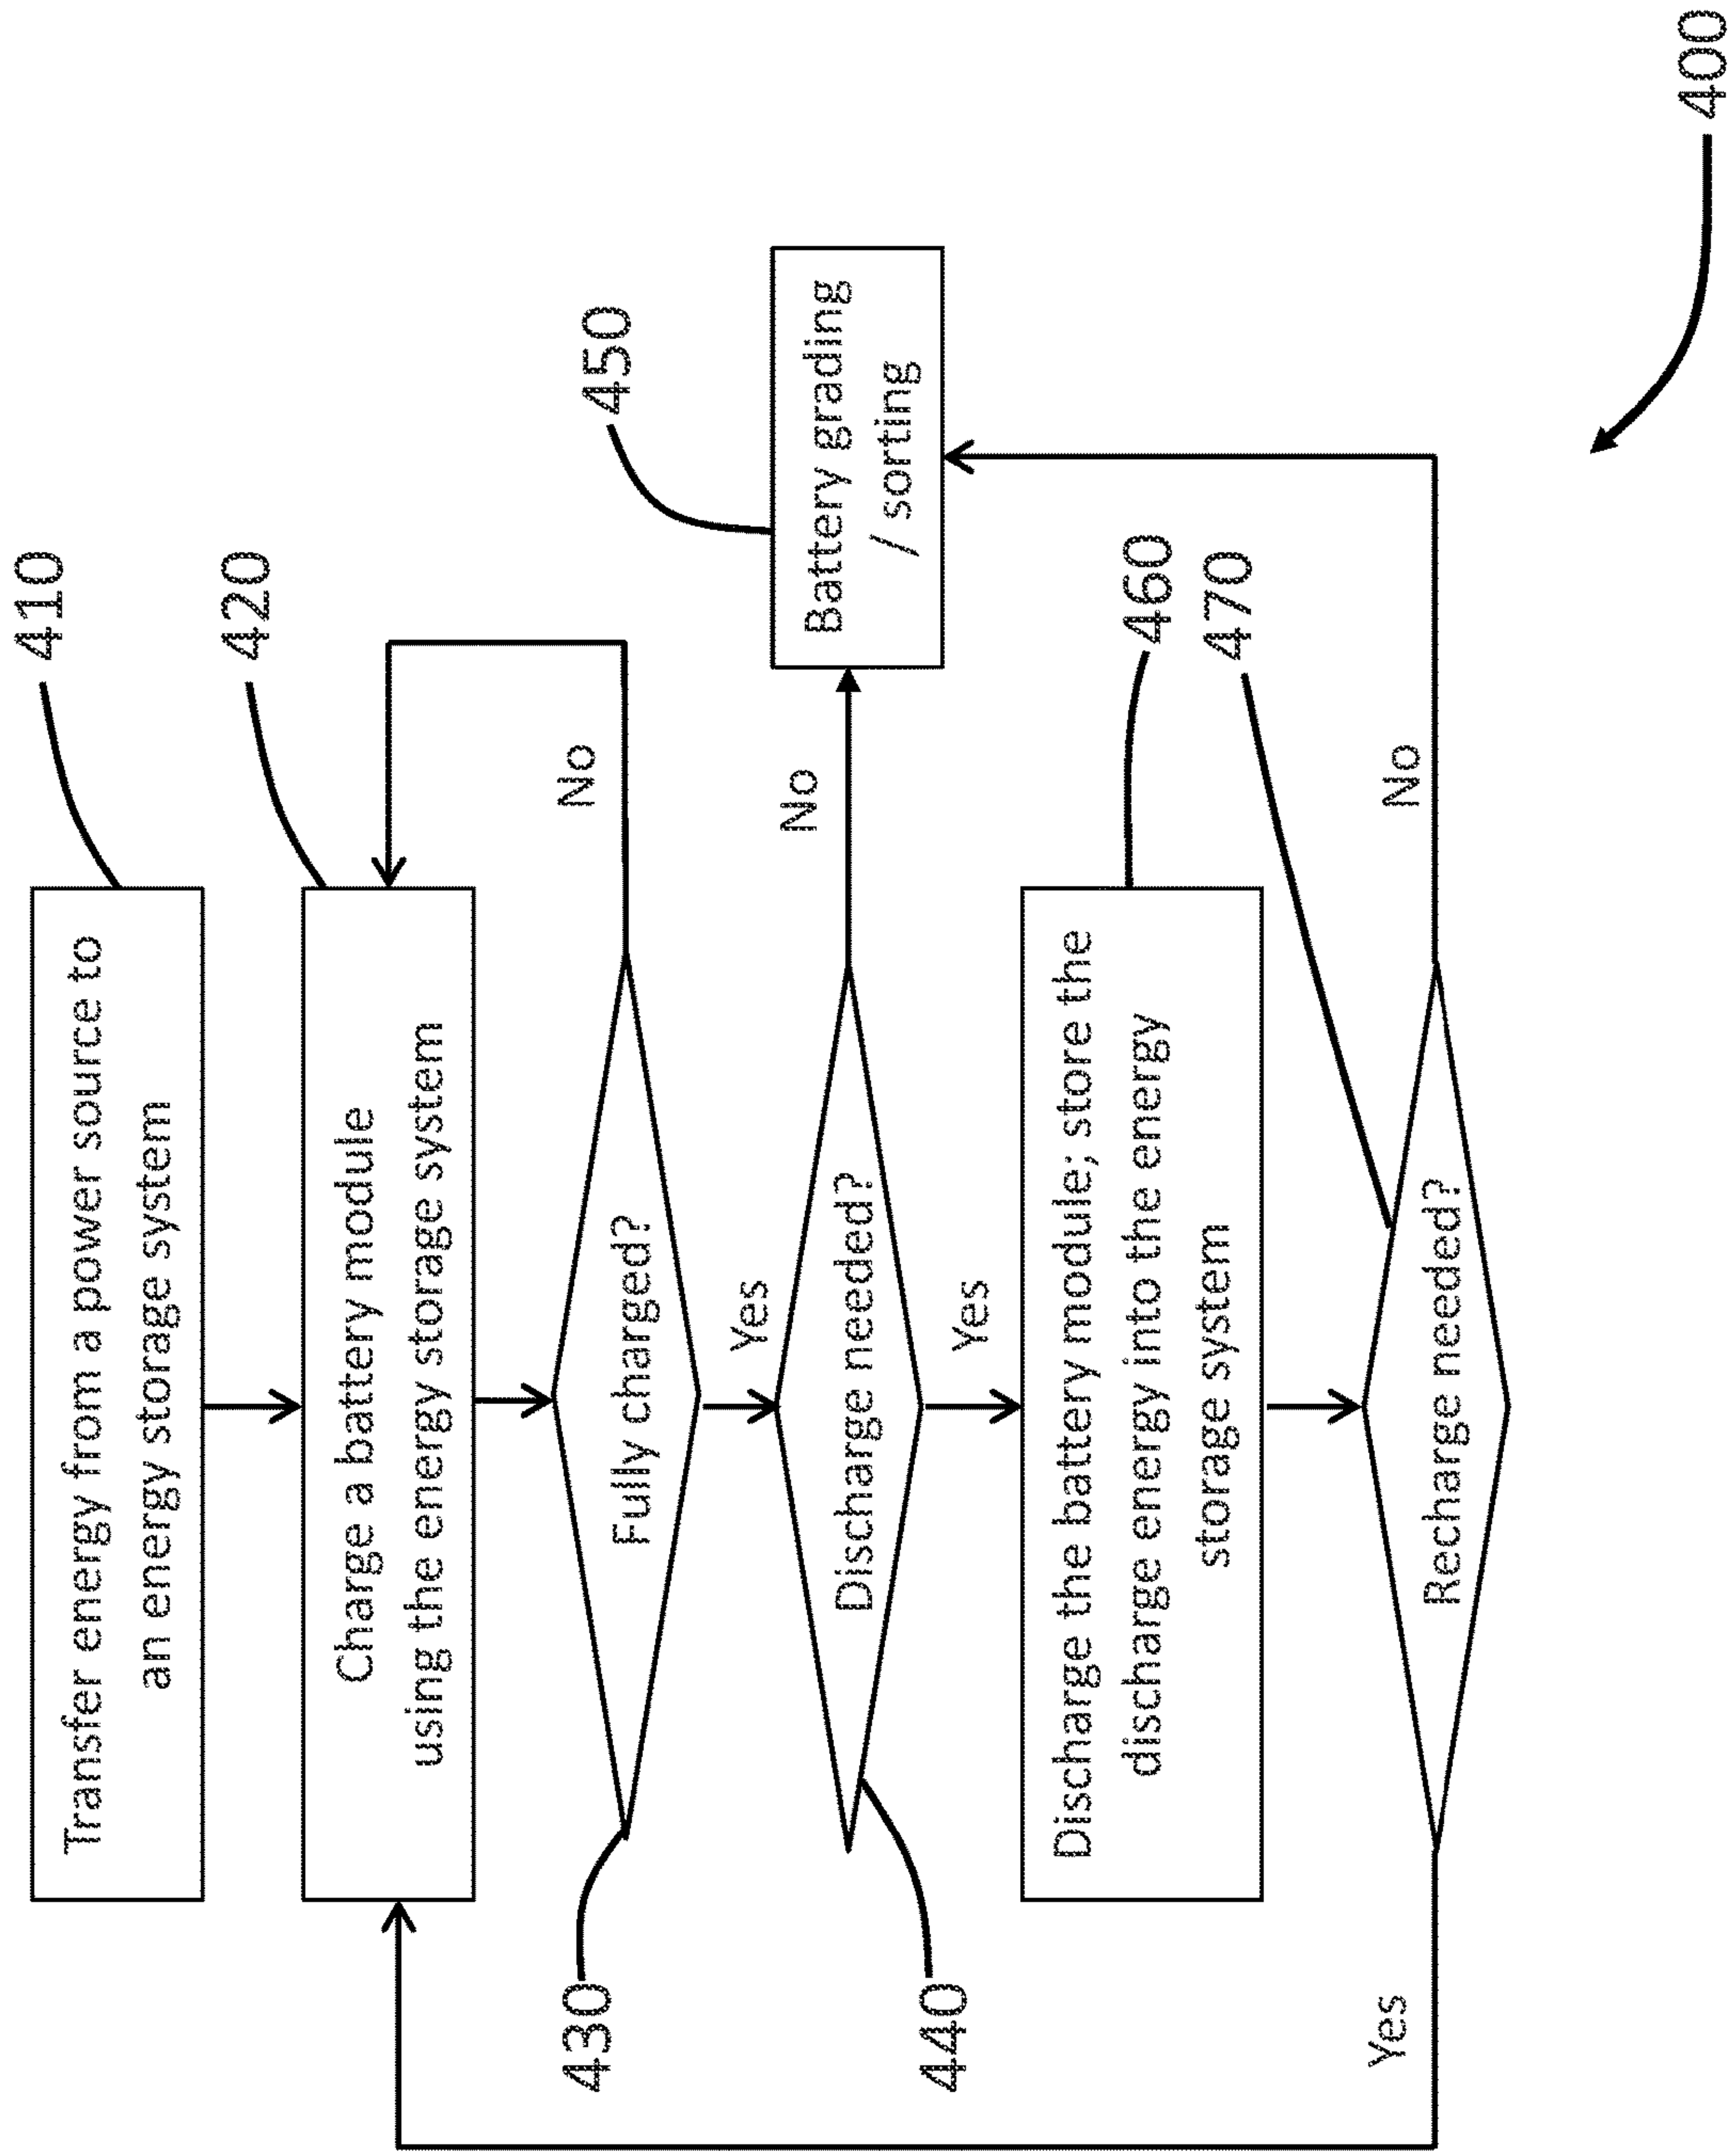 410
Transfer energy from a power source to
an energy storage system
420
Charge a battery module
using the energy storage system
No
430
Fully charged?
Yes
440
Discharge needed?
No
450
Battery grading
/ sorting
Yes
460
Discharge the battery module; store the
discharge energy into the energy
storage system
470
Yes
Recharge needed?
No
400